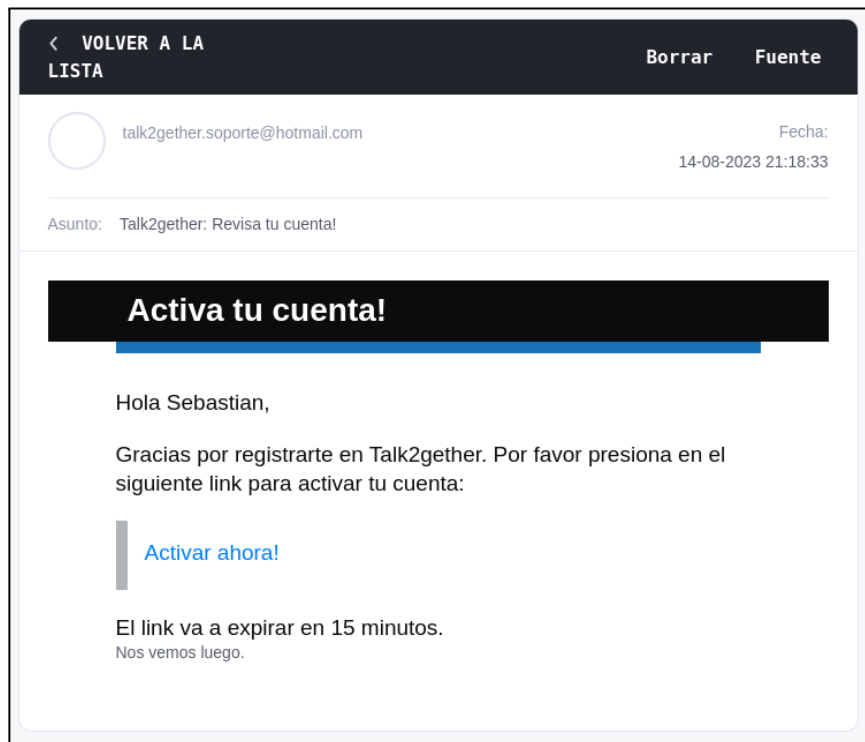 VOLVER A LA
LISTA
Borrar Fuente
talk2gether.soporte@hotmail.com
Fecha:
14-08-2023 21:18:33
Asunto: Talk2gether: Revisa tu cuenta!
Activa tu cuenta!
Hola Sebastian,
Gracias por registrarte en Talk2gether. Por favor presiona en el
siguiente link para activar tu cuenta:
Activar ahora!
El link va a expirar en 15 minutos.
Nos vemos luego.